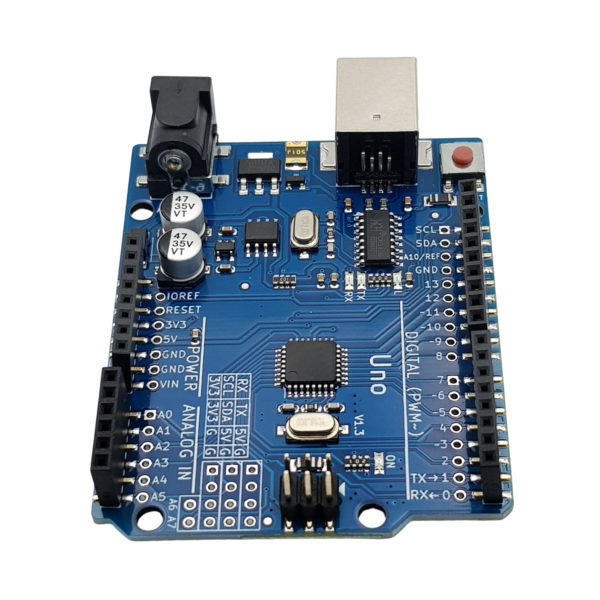 501J
47
35V
VT
47
35V
VT
SCL
SDA
A10/REF
GND
13
12
~11
~10
~9
8
7
~6
~5
4
~3
2
TX→1
RX←0
DIGITAL (PWM~)
RX
TX
L
IOREF
RESET
3V3
5V
GND
GND
VIN
POWER
A0
A1
A2
A3
A4
A5
A6
A7
ANALOG IN
RX TX 5V G
SCL SDA 5V G
3V3 3V3 G G
Uno
V1.3
ON